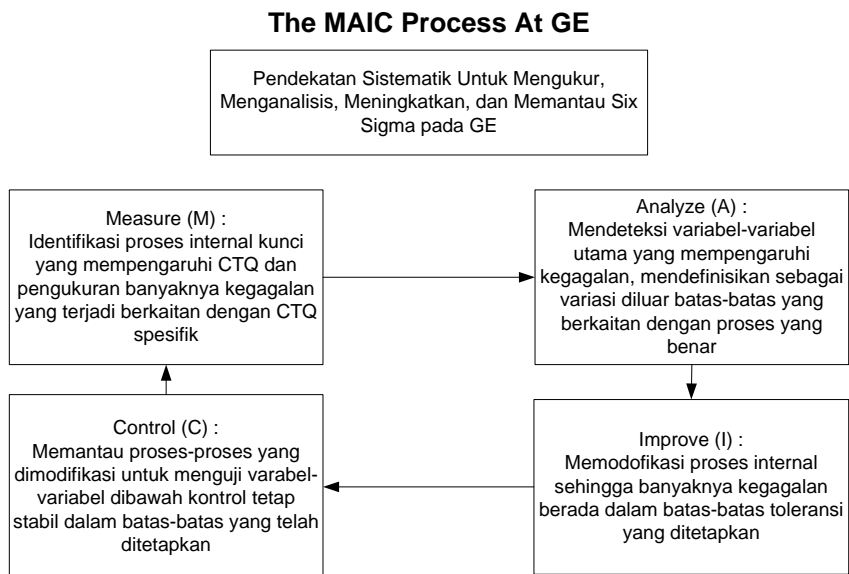 The MAIC Process At GE
Pendekatan Sistematik Untuk Mengukur,
Menganalisis, Meningkatkan, dan Memantau Six
Sigma pada GE
Measure (M) :
Identifikasi proses internal kunci
yang mempengaruhi CTQ dan
pengukuran banyaknya kegagalan
yang terjadi berkaitan dengan CTQ
spesifik
Analyze (A) :
Mendeteksi variabel-variabel
utama yang mempengaruhi
kegagalan, mendefinisikan sebagai
variasi diluar batas-batas yang
berkaitan dengan proses yang
benar
Control (C) :
Memantau proses-proses yang
dimodifikasi untuk menguji varabel-
variabel dibawah kontrol tetap
stabil dalam batas-batas yang telah
ditetapkan
Improve (I) :
Memodofikasi proses internal
sehingga banyaknya kegagalan
berada dalam batas-batas toleransi
yang ditetapkan